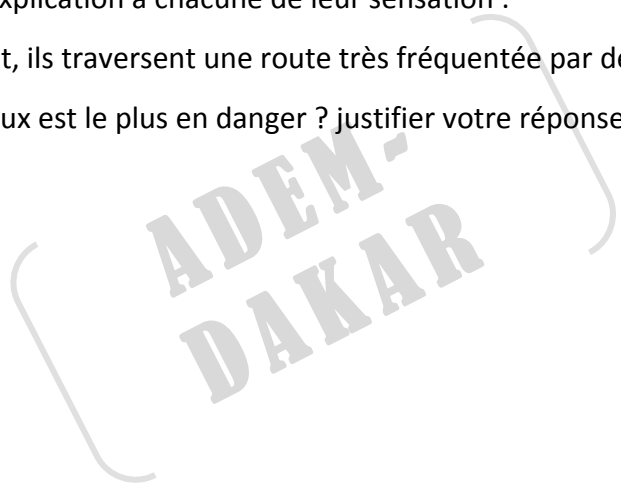 explication à chacune de leur sensation ?
t, ils traversent une route très fréquentée par de
ux est le plus en danger ? justifier votre réponse
ADEM-
DAKAR